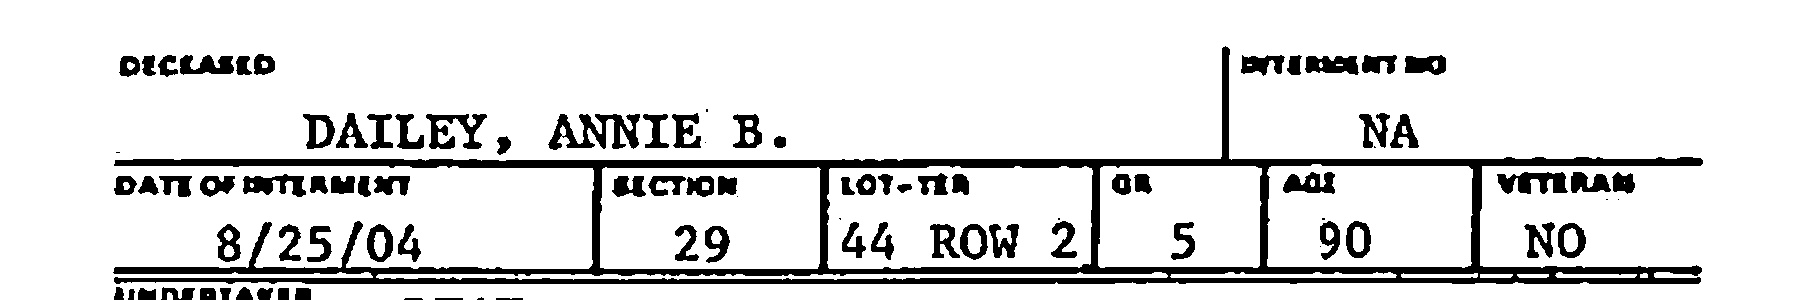 DECEASED INTERMENT NO
DAILEY, ANNIE B. NA
DATE OF INTERMENT SECTION LOT-TER GR AGE VETERAN
8/25/04 29 44 ROW 2 5 90 NO
UNDERTAKER